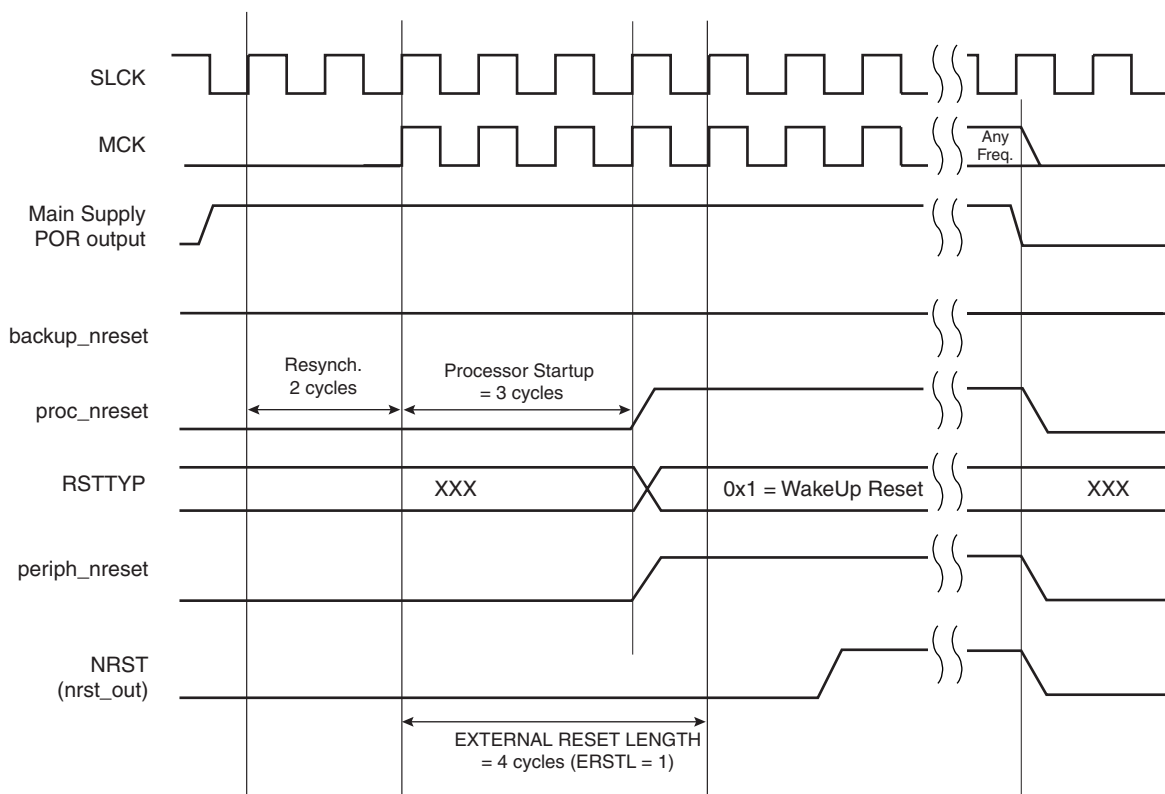 SLCK
MCK
Any
Freq.
Main Supply
POR output
backup_nreset
Resynch.
2 cycles
Processor Startup
= 3 cycles
proc_nreset
RSTTYP
XXX
0x1 = WakeUp Reset
XXX
periph_nreset
NRST
(nrst_out)
EXTERNAL RESET LENGTH
= 4 cycles (ERSTL = 1)